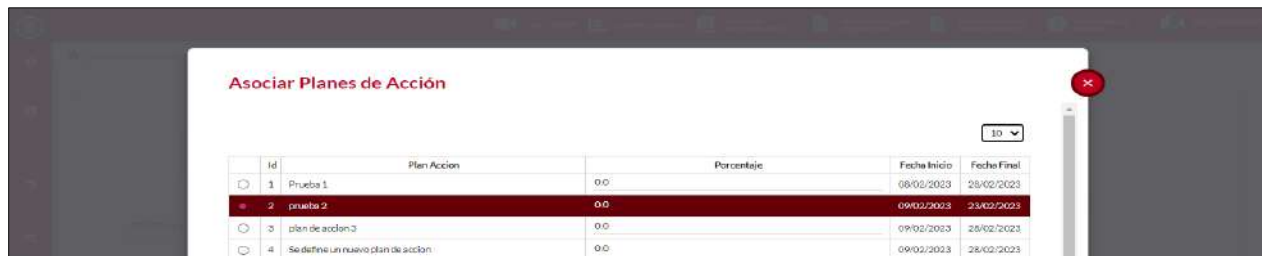 Asociar Planes de Acción
×
10
Id Plan Accion Porcentaje Fecha Inicio Fecha Final
1 Prueba 1 0.0 08/02/2023 28/02/2023
2 prueba 2 0.0 09/02/2023 23/02/2023
3 plan de accion 3 0.0 09/02/2023 28/02/2023
4 Se define un nuevo plan de accion 0.0 09/02/2023 28/02/2023